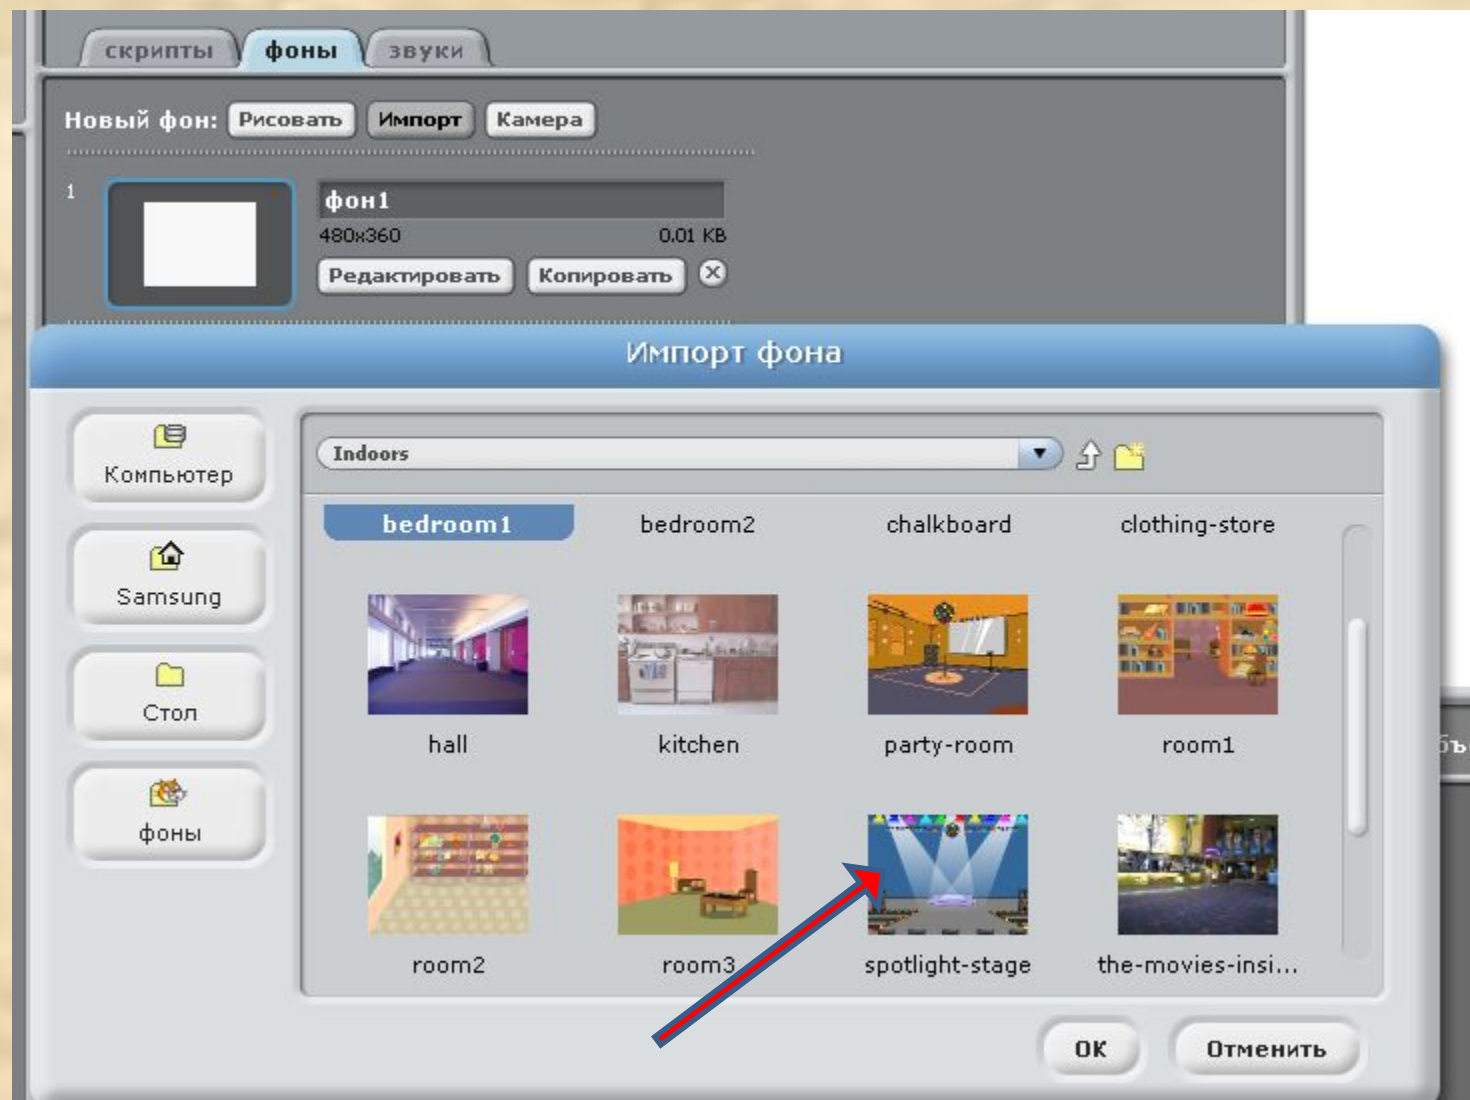 скрипты фоны звуки
Новый фон: Рисовать Импорт Камера
1
фон1
480x360 0.01 KB
Редактировать Копировать
Импорт фона
Компьютер
Samsung
Стол
фоны
Indoors
bedroom1 bedroom2 chalkboard clothing-store
hall kitchen party-room room1
room2 room3 spotlight-stage the-movies-insi...
ОК Отменить